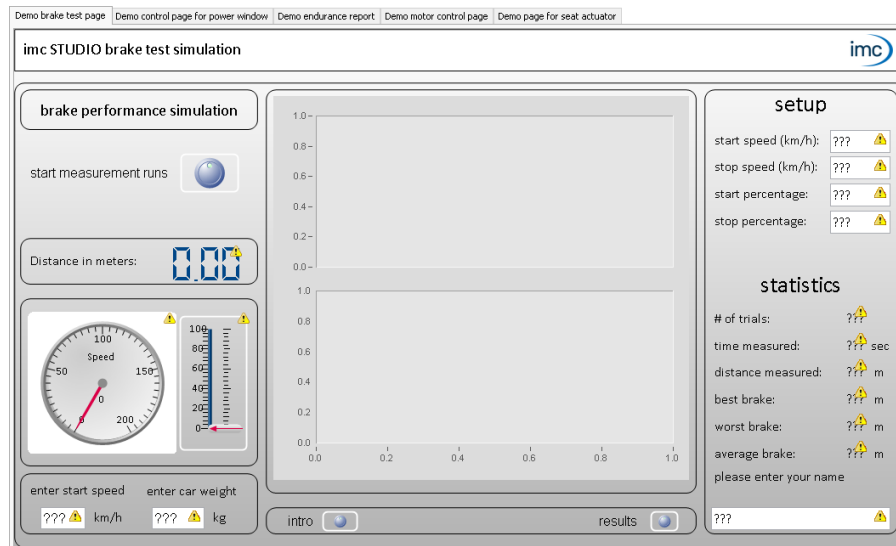 Demo brake test page
Demo control page for power window
Demo endurance report
Demo motor control page
Demo page for seat actuator
imc STUDIO brake test simulation
imc
brake performance simulation
start measurement runs
Distance in meters:
0.00
100
Speed
50
150
0
0
200
100
80
60
40
20
0
enter start speed
enter car weight
??? km/h
??? kg
1.0
0.8
0.6
0.4
0.2
0.0
1.0
0.8
0.6
0.4
0.2
0.0
0.0 0.2 0.4 0.6 0.8 1.0
intro
results
setup
start speed (km/h): ???
stop speed (km/h): ???
start percentage: ???
stop percentage: ???
statistics
# of trials: ???
time measured: ??? sec
distance measured: ??? m
best brake: ??? m
worst brake: ??? m
average brake: ??? m
please enter your name
???